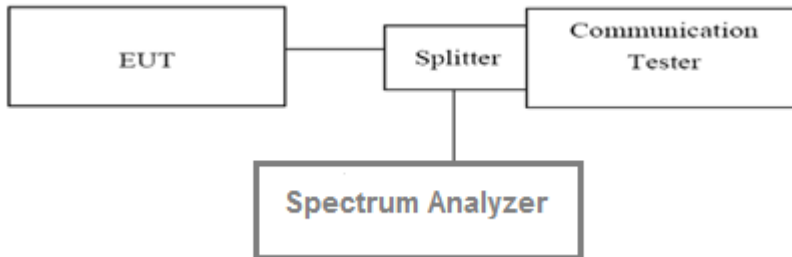 EUT
Splitter
Communication
Tester
Spectrum Analyzer